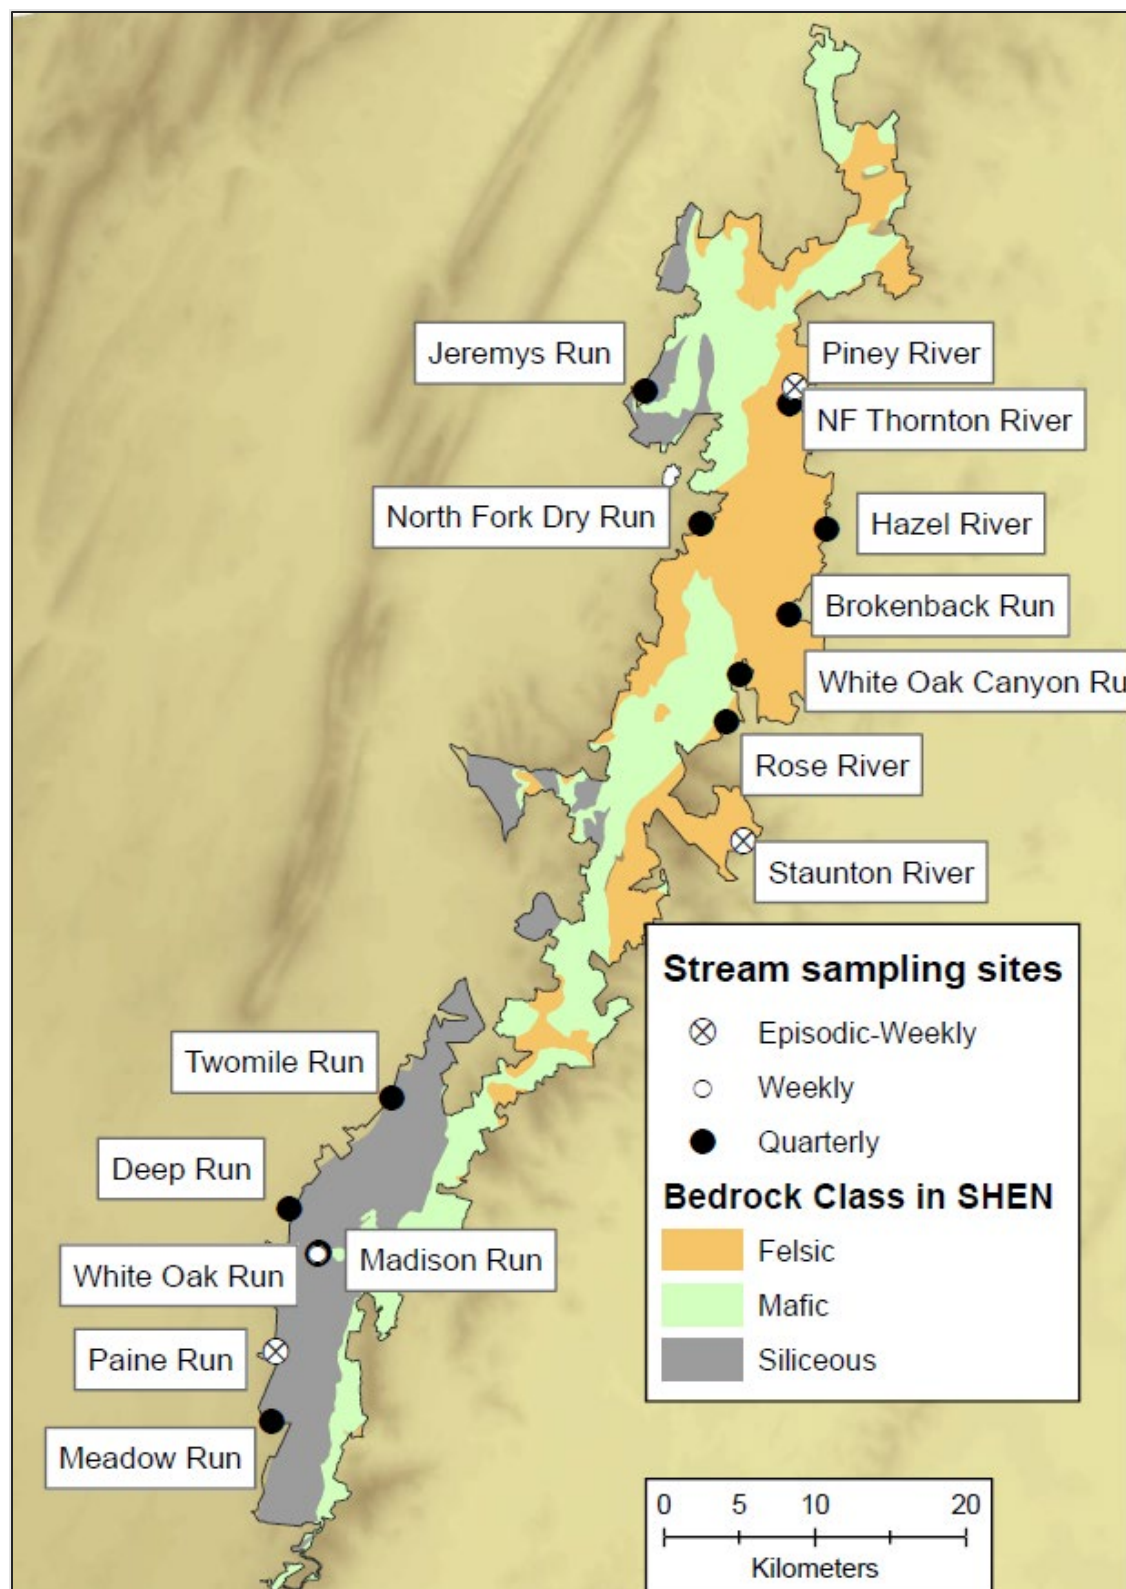 Jeremys Run
Piney River
NF Thornton River
North Fork Dry Run
Hazel River
Brokenback Run
White Oak Canyon Ru
Rose River
Staunton River
Stream sampling sites
Episodic-Weekly
Weekly
Quarterly
Bedrock Class in SHEN
Felsic
Mafic
Siliceous
Twomile Run
Deep Run
White Oak Run
Madison Run
Paine Run
Meadow Run
0 5 10 20
Kilometers